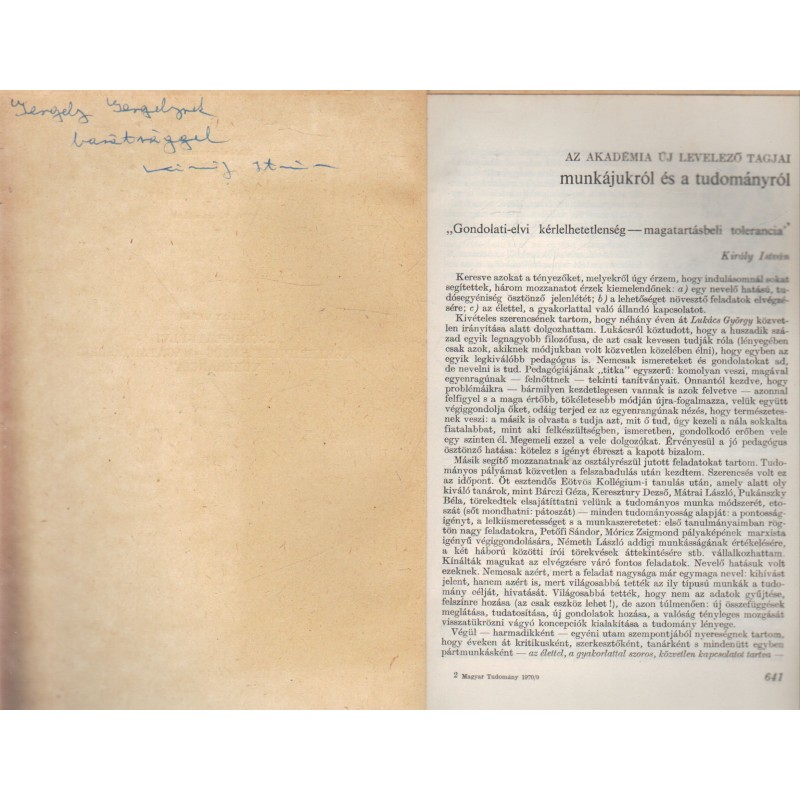 Gergely Gergelynek
barátsággel
Király István
AZ AKADÉMIA ÚJ LEVELEZŐ TAGJAI
munkájukról és a tudományról
„Gondolati-elvi kérlelhetetlenség — magatartásbeli tolerancia”
Király István
Keresve azokat a tényezőket, melyekről úgy érzem, hogy indulásomnál sokat
segítettek, három mozzanatot érzek kiemelendőnek: a) egy nevelő hatású, tu-
dósegyéniség ösztönző jelenlétét; b) a lehetőséget növesztő feladatok elvégzé-
sére; c) az élettel, a gyakorlattal való állandó kapcsolatot.
Kivételes szerencsének tartom, hogy néhány éven át Lukács György közvet-
len irányítása alatt dolgozhattam. Lukácsról köztudott, hogy a huszadik szá-
zad egyik legnagyobb filozófusa, de azt csak kevesen tudják róla (lényegében
csak azok, akiknek módjukban volt közvetlen közelében élni), hogy egyben az
egyik legkiválóbb pedagógus is. Nemcsak ismereteket és gondolatokat ad,
de nevelni is tud. Pedagógiájának „titka” egyszerű: komolyan veszi, magával
egyenragúnak — felnőttnek — tekinti tanítványait. Onnantól kezdve, hogy
problémáikra — bármilyen kezdetlegesen vannak is azok felvetve — azonnal
felfigyel s a maga értőbb, tökéletesebb módján újra-fogalmazza, velük együtt
végiggondolja őket, odáig terjed ez az egyenrangúnak nézés, hogy természetes-
nek veszi: a másik is olvasta s tudja azt, mit ő tud, úgy kezeli a nála sokkalta
fiatalabbat, mint aki felkészültségben, ismeretben, gondolkodó erőben vele
egy szinten él. Megemeli ezzel a vele dolgozókat. Érvényesül a jó pedagógus
ösztönző hatása: kötelez s igényt ébreszt a kapott bizalom.
Másik segítő mozzanatnak az osztályrészül jutott feladatokat tartom. Tudo-
mányos pályámat közvetlen a felszabadulás után kezdtem. Szerencsés volt ez
az időpont. Öt esztendős Eötvös Kollégium-i tanulás után, amely alatt oly
kiváló tanárok, mint Bárczi Géza, Keresztury Dezső, Mátrai László, Pukánszky
Béla, törekedtek elsajátíttatni velünk a tudományos munka módszerét, eto-
szát (sőt mondhatni: pátoszát) — minden tudományosság alapját: a pontosság-
igényt, a lelkiismeretességet s a munkaszeretetet: első tanulmányaimban rög-
tön nagy feladatokra, Petőfi Sándor, Móricz Zsigmond pályaképének marxista
igényű végiggondolására, Németh László addigi munkásságának értékelésére,
a két háború közötti írói törekvések áttekintésére stb. vállalkozhattam.
Kínálták magukat az elvégzésre váró fontos feladatok. Nevelő hatásuk volt
ezeknek. Nemcsak azért, mert a feladat nagysága már egymaga nevel: kihívást
jelent, hanem azért is, mert világosabbá tették az ily típusú munkák a tudo-
mány célját, hivatását. Világosabbá tették, hogy nem az adatok gyűjtése,
felszínre hozása (az csak eszköz lehet!), de azon túlmenően: új összefüggések
meglátása, tudatosítása, új gondolatok hozása, a valóság tényleges mozgását
visszatükrözni vágyó koncepciók kialakítása a tudomány lényege.
Végül — harmadikként — egyéni utam szempontjából nyereségnek tartom,
hogy éveken át kritikusként, szerkesztőként, tanárként s mindenütt egyben
pártmunkásként — az élettel, a gyakorlattal szoros, közvetlen kapcsolatot tartva —
2 Magyar Tudomány 1970/9
641